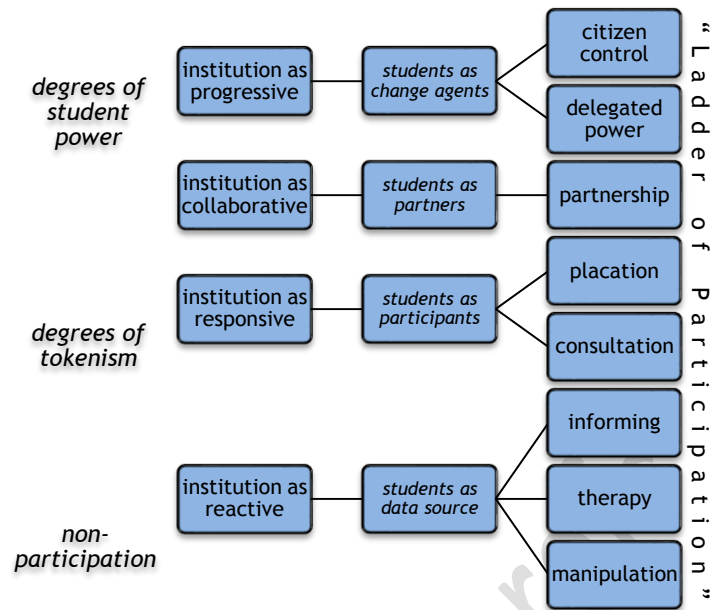 degrees of
student
power
institution as
progressive
students as
change agents
citizen
control
delegated
power
institution as
collaborative
students as
partners
partnership
degrees of
tokenism
institution as
responsive
students as
participants
placation
consultation
non-
participation
institution as
reactive
students as
data source
informing
therapy
manipulation
“Ladder of Participation”